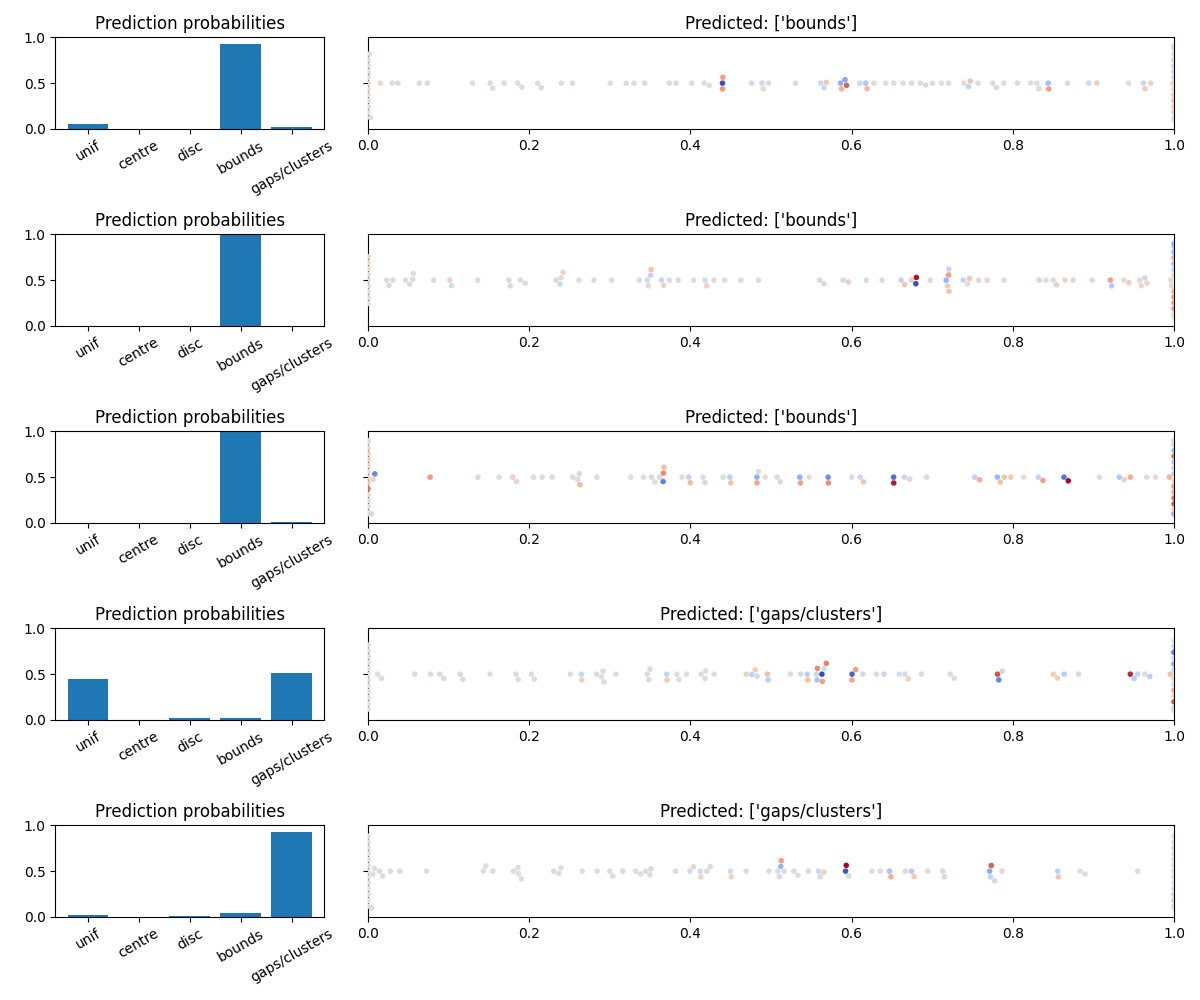 Prediction probabilities
Predicted: ['bounds']
1.0
0.5
0.0
unif
centre
disc
bounds
gaps/clusters
0.0 0.2 0.4 0.6 0.8 1.0
Prediction probabilities
Predicted: ['bounds']
1.0
0.5
0.0
unif
centre
disc
bounds
gaps/clusters
0.0 0.2 0.4 0.6 0.8 1.0
Prediction probabilities
Predicted: ['bounds']
1.0
0.5
0.0
unif
centre
disc
bounds
gaps/clusters
0.0 0.2 0.4 0.6 0.8 1.0
Prediction probabilities
Predicted: ['gaps/clusters']
1.0
0.5
0.0
unif
centre
disc
bounds
gaps/clusters
0.0 0.2 0.4 0.6 0.8 1.0
Prediction probabilities
Predicted: ['gaps/clusters']
1.0
0.5
0.0
unif
centre
disc
bounds
gaps/clusters
0.0 0.2 0.4 0.6 0.8 1.0